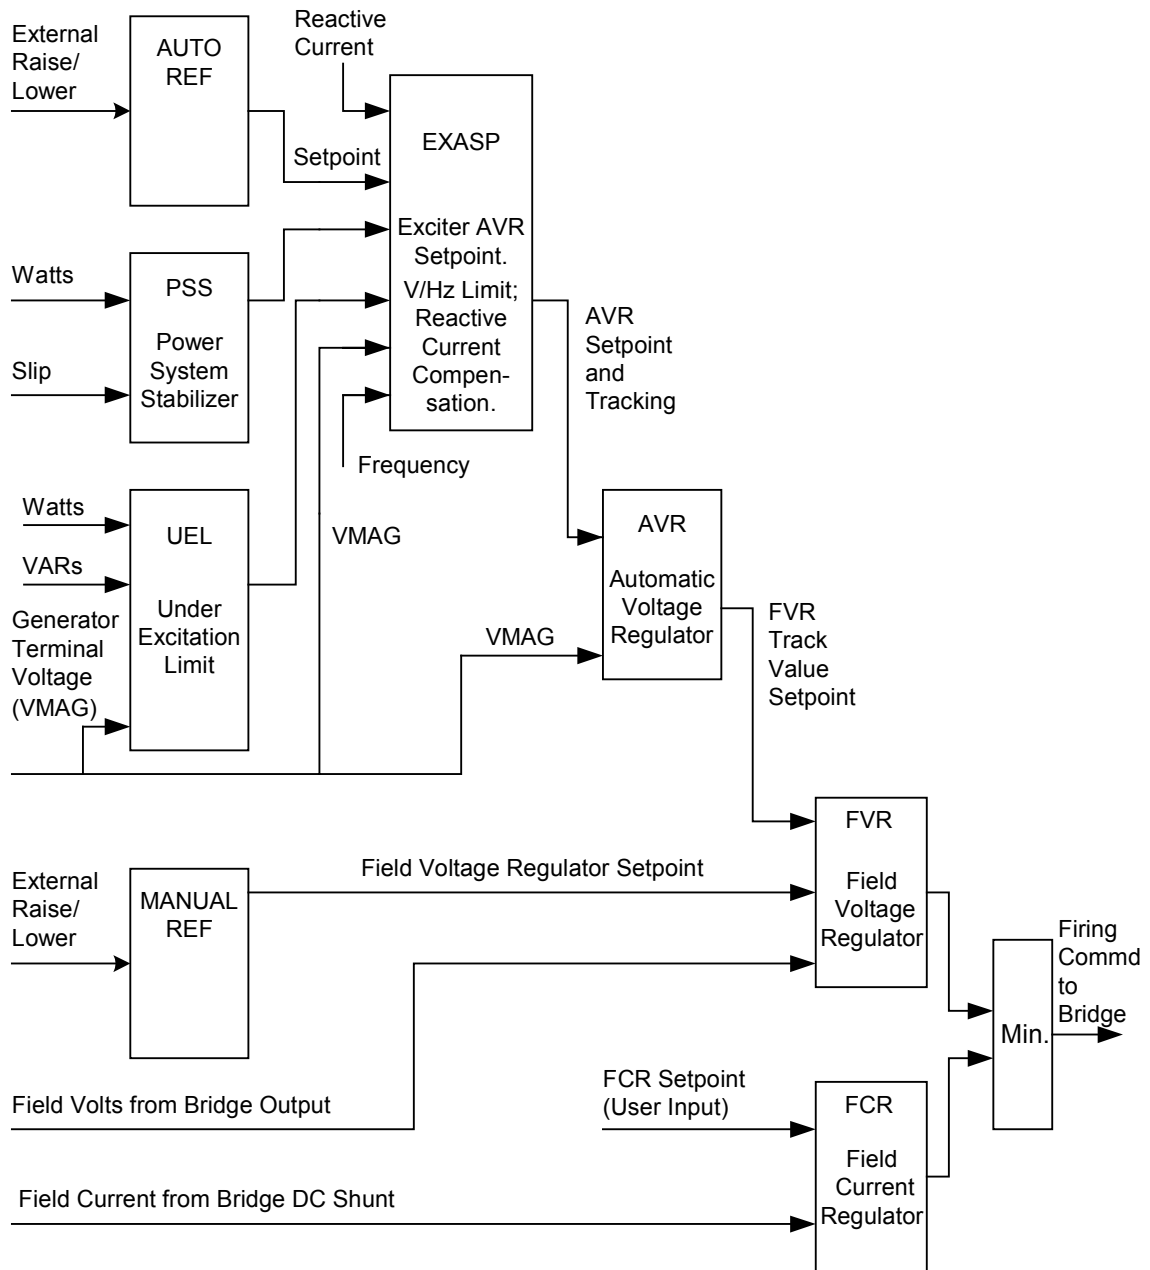 External
Raise/
Lower
AUTO
REF
Reactive
Current
Setpoint
EXASP
Exciter AVR
Setpoint.
V/Hz Limit;
Reactive
Current
Compen-
sation.
Watts
Slip
PSS
Power
System
Stabilizer
AVR
Setpoint
and
Tracking
Frequency
Watts
VARs
Generator
Terminal
Voltage
(VMAG)
UEL
Under
Excitation
Limit
VMAG
VMAG
AVR
Automatic
Voltage
Regulator
FVR
Track
Value
Setpoint
External
Raise/
Lower
MANUAL
REF
Field Voltage Regulator Setpoint
FVR
Field
Voltage
Regulator
Firing
Commd
to
Bridge
Min.
Field Volts from Bridge Output
FCR Setpoint
(User Input)
FCR
Field
Current
Regulator
Field Current from Bridge DC Shunt